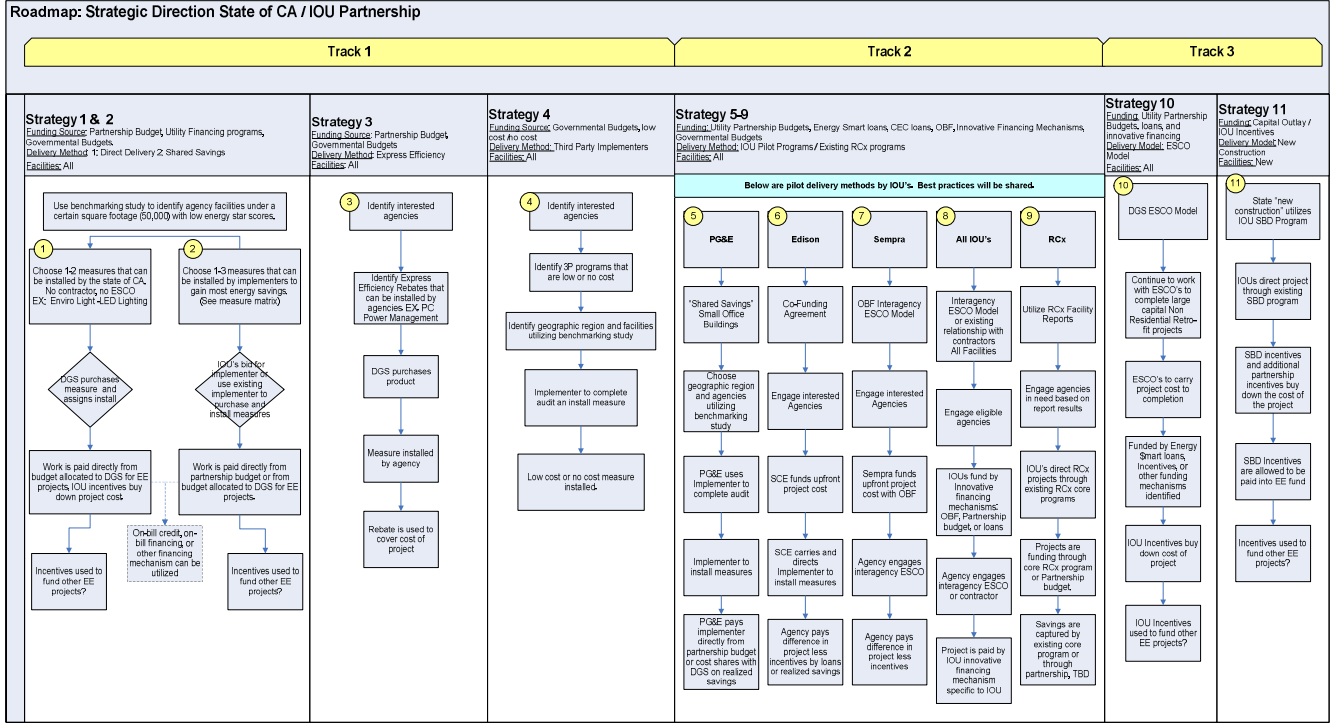 Roadmap: Strategic Direction State of CA / IOU Partnership
Track 1
Track 2
Track 3
Strategy 1 & 2
Funding Source: Partnership Budget, Utility Financing programs,
Governmental Budgets.
Delivery Method: 1; Direct Delivery 2; Shared Savings
Facilities: All
Strategy 3
Funding Source: Partnership Budget,
Governmental Budgets
Delivery Method: Express Efficiency
Facilities: All
Strategy 4
Funding Source: Governmental Budgets, low
cost /no cost
Delivery Method: Third Party Implementers
Facilities: All
Strategy 5-9
Funding: Utility Partnership Budgets, Energy Smart loans, CEC loans, OBF, Innovative Financing Mechanisms,
Governmental Budgets
Delivery Method: IOU Pilot Programs / Existing RCx programs
Strategy 10
Funding: Utility Partnership
Budgets, loans, and
innovative financing
Delivery Model: ESCO
Model
Facilities: All
Strategy 11
Funding: Capital Outlay /
IOU Incentives
Delivery Model: New
Construction
Facilities: New
Use benchmarking study to identify agency facilities under a
certain square footage (50,000) with low energy star scores.
1
Choose 1-2 measures that can
be installed by the state of CA.
No contractor, no ESCO
EX; Enviro Light -LED Lighting
DGS purchases
measure and
assigns install
Work is paid directly from
budget allocated to DGS for EE
projects, IOU incentives buy
down project cost.
Incentives used to
fund other EE
projects?
On-bill credit, on-
bill financing, or
other financing
mechanism can be
utilized
2
Choose 1-3 measures that can
be installed by implementers to
gain most energy savings.
(See measure matrix)
IOU's bid for
implementer or
use existing
implementer to
purchase and
install measures
Work is paid directly from
partnership budget or from
budget allocated to DGS for EE
projects.
Incentives used to
fund other EE
projects?
3
Identify interested
agencies
Identify Express
Efficiency Rebates that
can be installed by
agencies EX- PC
Power Management
DGS purchases
product
Measure installed
by agency
Rebate is used to
cover cost of
project
4
Identify interested
agencies
Identify 3P programs that
are low or no cost
Identify geographic region and facilities
utilizing benchmarking study
Implementer to complete
audit an install measure
Low cost or no cost measure
installed.
Below are pilot delivery methods by IOU's. Best practices will be shared.
5
PG&E
"Shared Savings"
Small Office
Buildings
Choose
geographic region
and agencies
utilizing
benchmarking
study
PG&E uses
Implementer to
complete audit
Implementer to
install measures
PG&E pays
implementer
directly from
partnership budget
or cost shares with
DGS on realized
savings
6
Edison
Co-Funding
Agreement
Engage interested
Agencies
SCE funds upfront
project cost
SCE carries and
directs
Implementer to
install measures
Agency pays
difference in
project less
incentives by loans
or realized savings
7
Sempra
OBF Interagency
ESCO Model
Engage interested
Agencies
Sempra funds
upfront project
cost with OBF
Agency engages
interagency ESCO
Agency pays
difference in
project less
incentives
8
All IOU's
Interagency
ESCO Model
or existing
relationship with
contractors
All Facilities
Engage eligible
agencies
IOUs fund by
Innovative
financing
mechanisms:
OBF, Partnership
budget, or loans
Agency engages
interagency ESCO
or contractor
Project is paid by
IOU innovative
financing
mechanism
specific to IOU
9
RCx
Utilize RCx Facility
Reports
Engage agencies
in need based on
report results
IOU's direct RCx
projects through
existing RCx core
programs
Projects are
funding through
core RCx program
or Partnership
budget.
Savings are
captured by
existing core
program or
through
partnership, TBD
10
DGS ESCO Model
Continue to work
with ESCO's to
complete large
capital Non
Residential Retro-
fit projects
ESCO's to carry
project cost to
completion
Funded by Energy
Smart loans,
Incentives, or
other funding
mechanisms
identified
IOU Incentives buy
down cost of
project
IOU Incentives
used to fund other
EE projects?
11
State "new
construction" utilizes
IOU SBD Program
IOUs direct project
through existing
SBD program
SBD incentives
and additional
partnership
incentives buy
down the cost of
the project
SBD Incentives
are allowed to be
paid into EE fund
Incentives used to
fund other EE
projects?